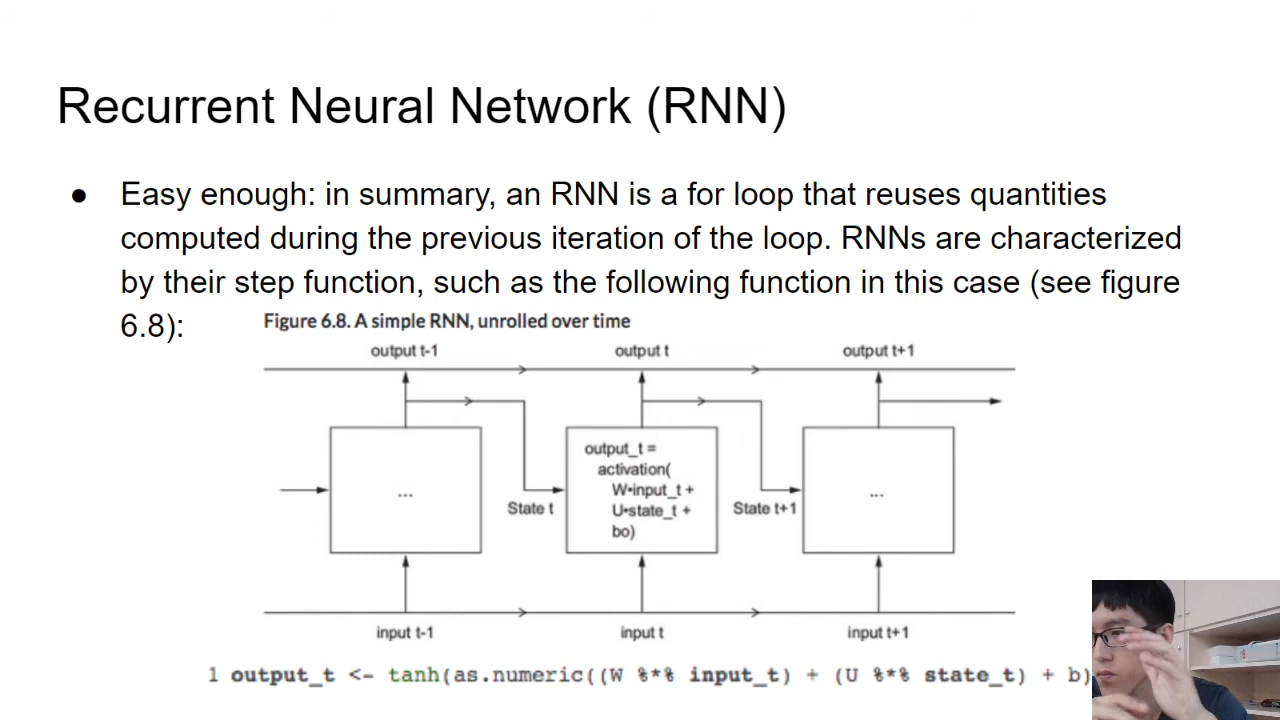 Recurrent Neural Network (RNN)
● Easy enough: in summary, an RNN is a for loop that reuses quantities
computed during the previous iteration of the loop. RNNs are characterized
by their step function, such as the following function in this case (see figure
6.8):
Figure 6.8. A simple RNN, unrolled over time
output t-1
output t
output t+1
...
output_t =
activation(
W•input_t +
U•state_t +
bo)
...
State t
State t+1
input t-1
input t
input t+1
1 output_t <- tanh(as.numeric((W %*% input_t) + (U %*% state_t) + b)